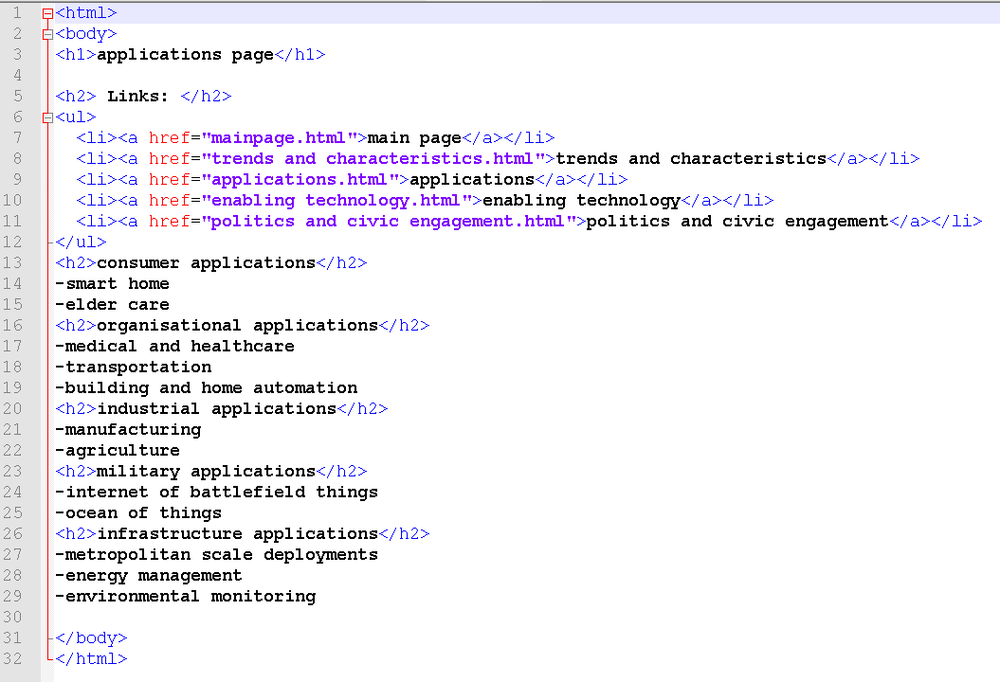 1 <html>
2 <body>
3 <h1>applications page</h1>
4
5 <h2> Links: </h2>
6 <ul>
7 <li><a href="mainpage.html">main page</a></li>
8 <li><a href="trends and characteristics.html">trends and characteristics</a></li>
9 <li><a href="applications.html">applications</a></li>
10 <li><a href="enabling technology.html">enabling technology</a></li>
11 <li><a href="politics and civic engagement.html">politics and civic engagement</a></li>
12 </ul>
13 <h2>consumer applications</h2>
14 -smart home
15 -elder care
16 <h2>organisational applications</h2>
17 -medical and healthcare
18 -transportation
19 -building and home automation
20 <h2>industrial applications</h2>
21 -manufacturing
22 -agriculture
23 <h2>military applications</h2>
24 -internet of battlefield things
25 -ocean of things
26 <h2>infrastructure applications</h2>
27 -metropolitan scale deployments
28 -energy management
29 -environmental monitoring
30
31 </body>
32 </html>